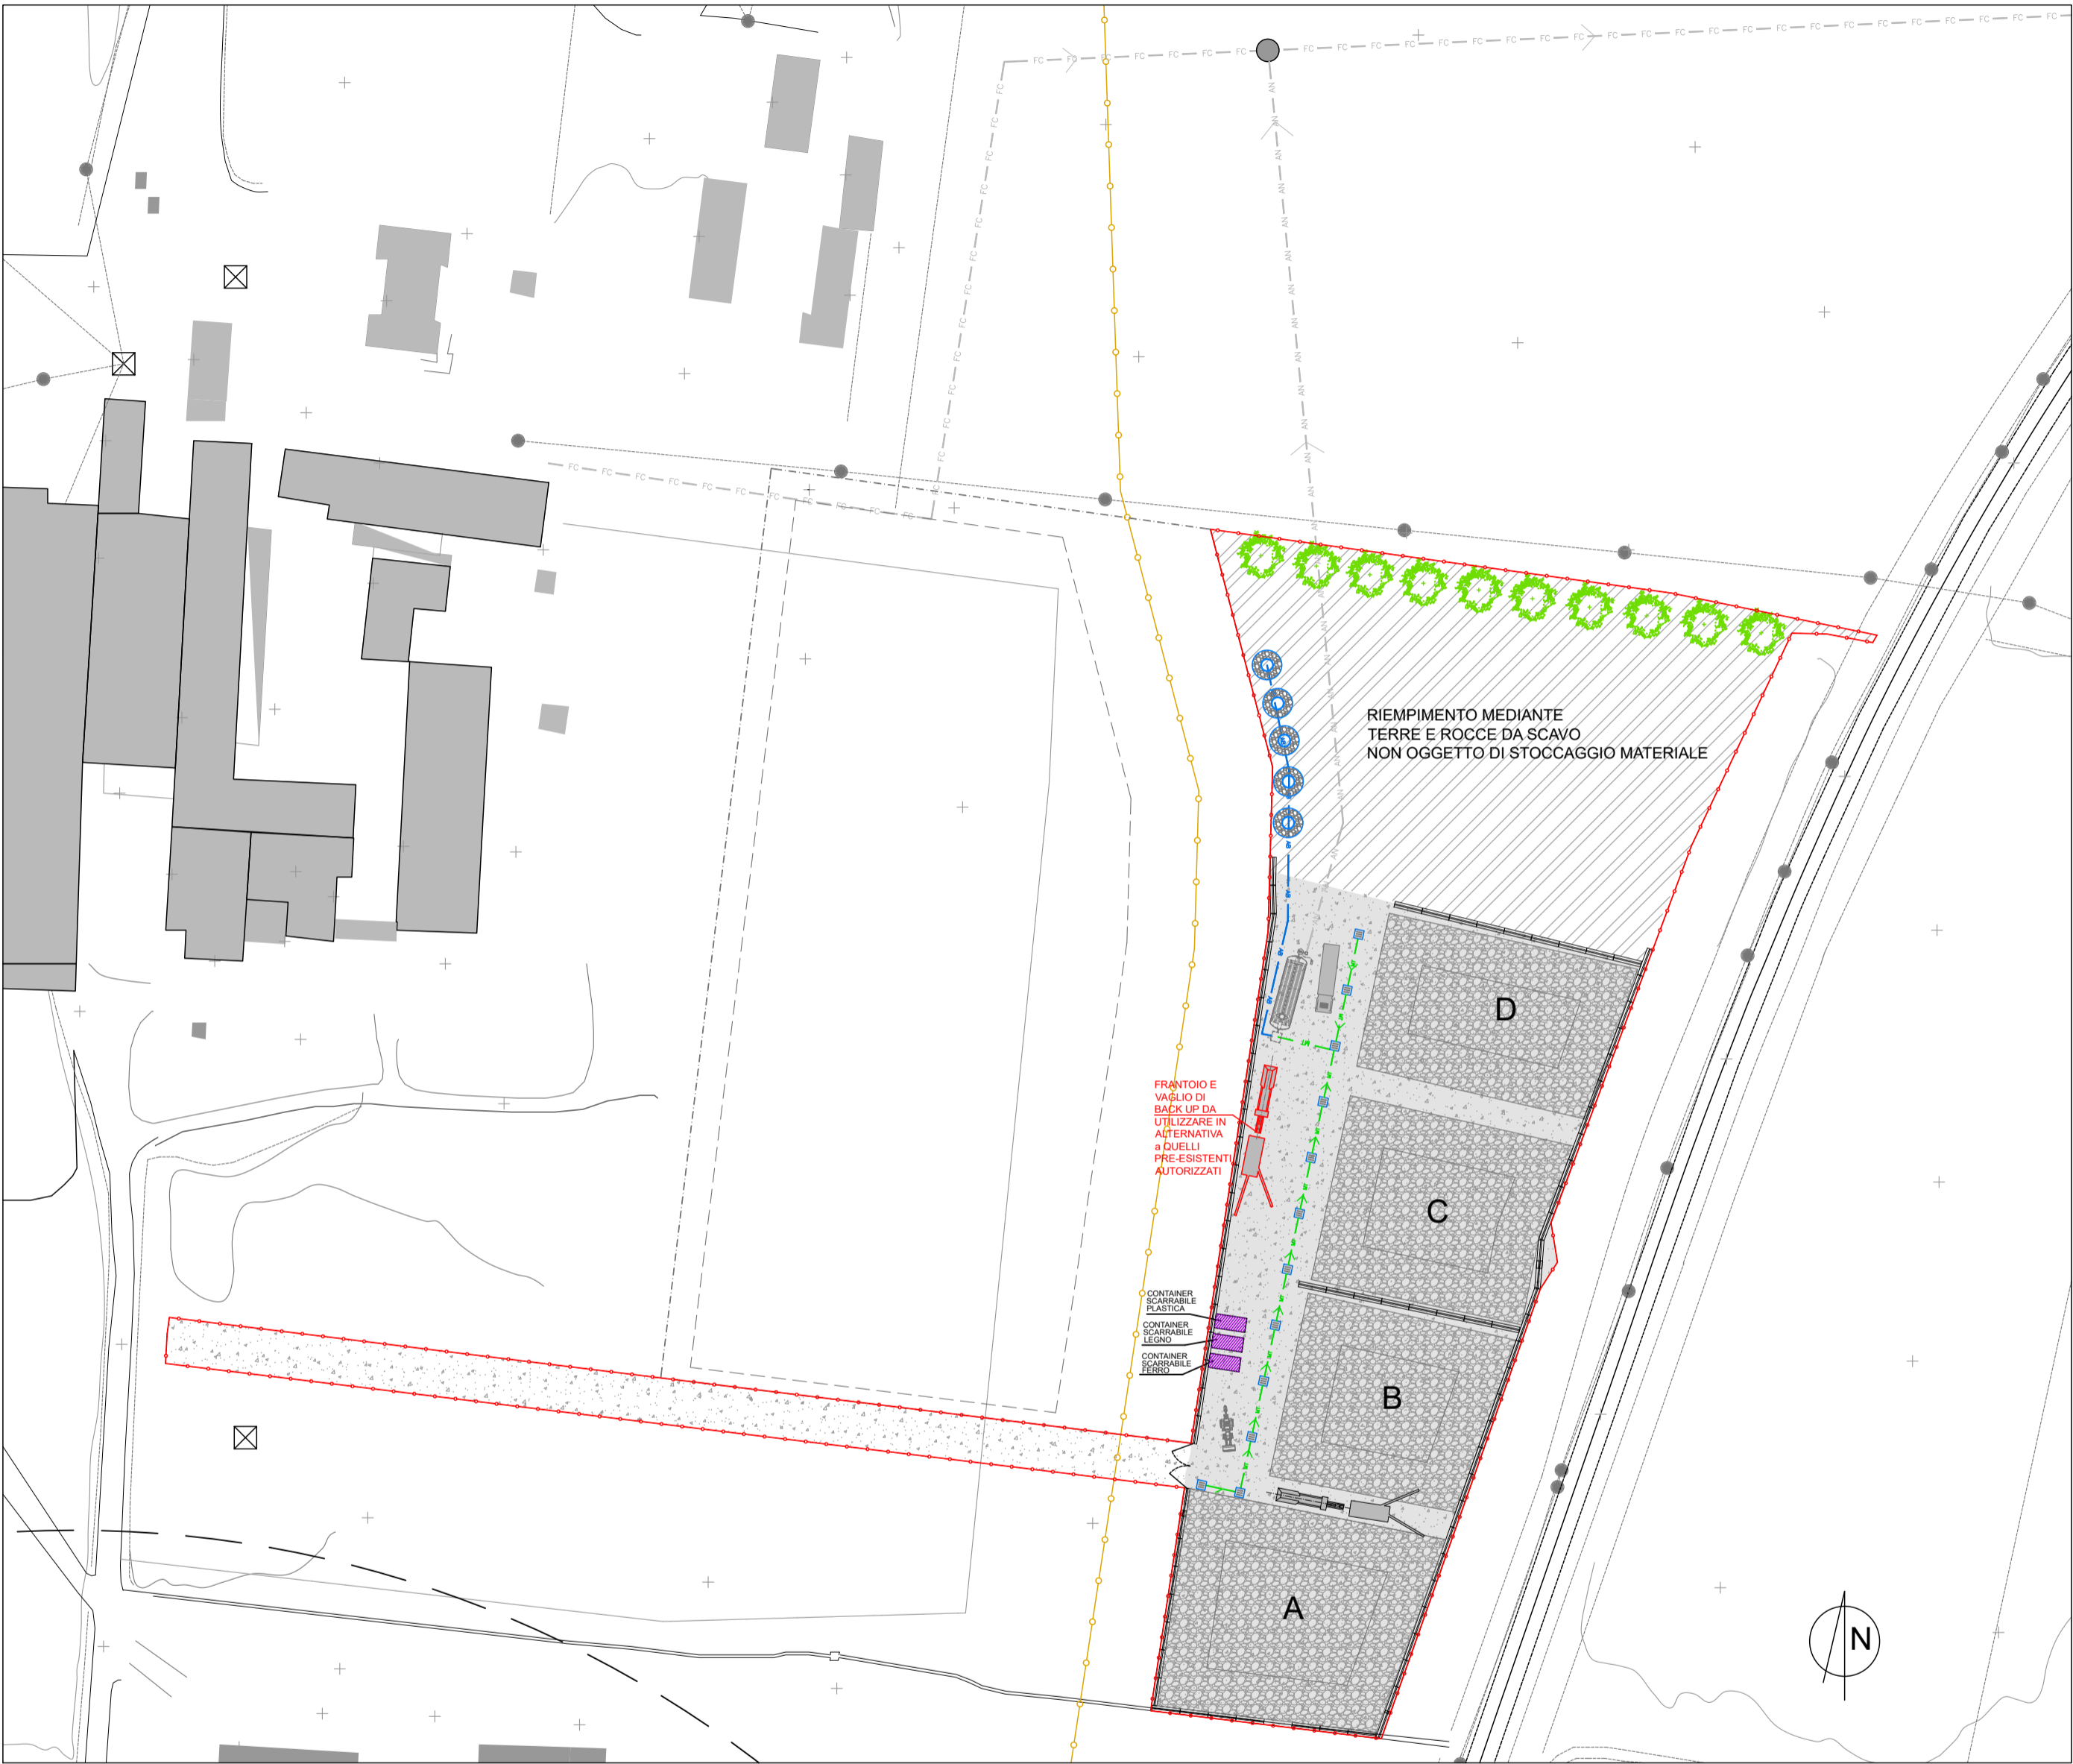 RIEMPIMENTO MEDIANTE
TERRE E ROCCE DA SCAVO
NON OGGETTO DI STOCCAGGIO MATERIALE
D
FRANTOIO E
VAGLIO DI
BACK UP DA
UTILIZZARE IN
ALTERNATIVA
a QUELLI
PRE-ESISTENTI
AUTORIZZATI
C
CONTAINER
SCARRABILE
PLASTICA
CONTAINER
SCARRABILE
LEGNO
CONTAINER
SCARRABILE
FERRO
B
A
N